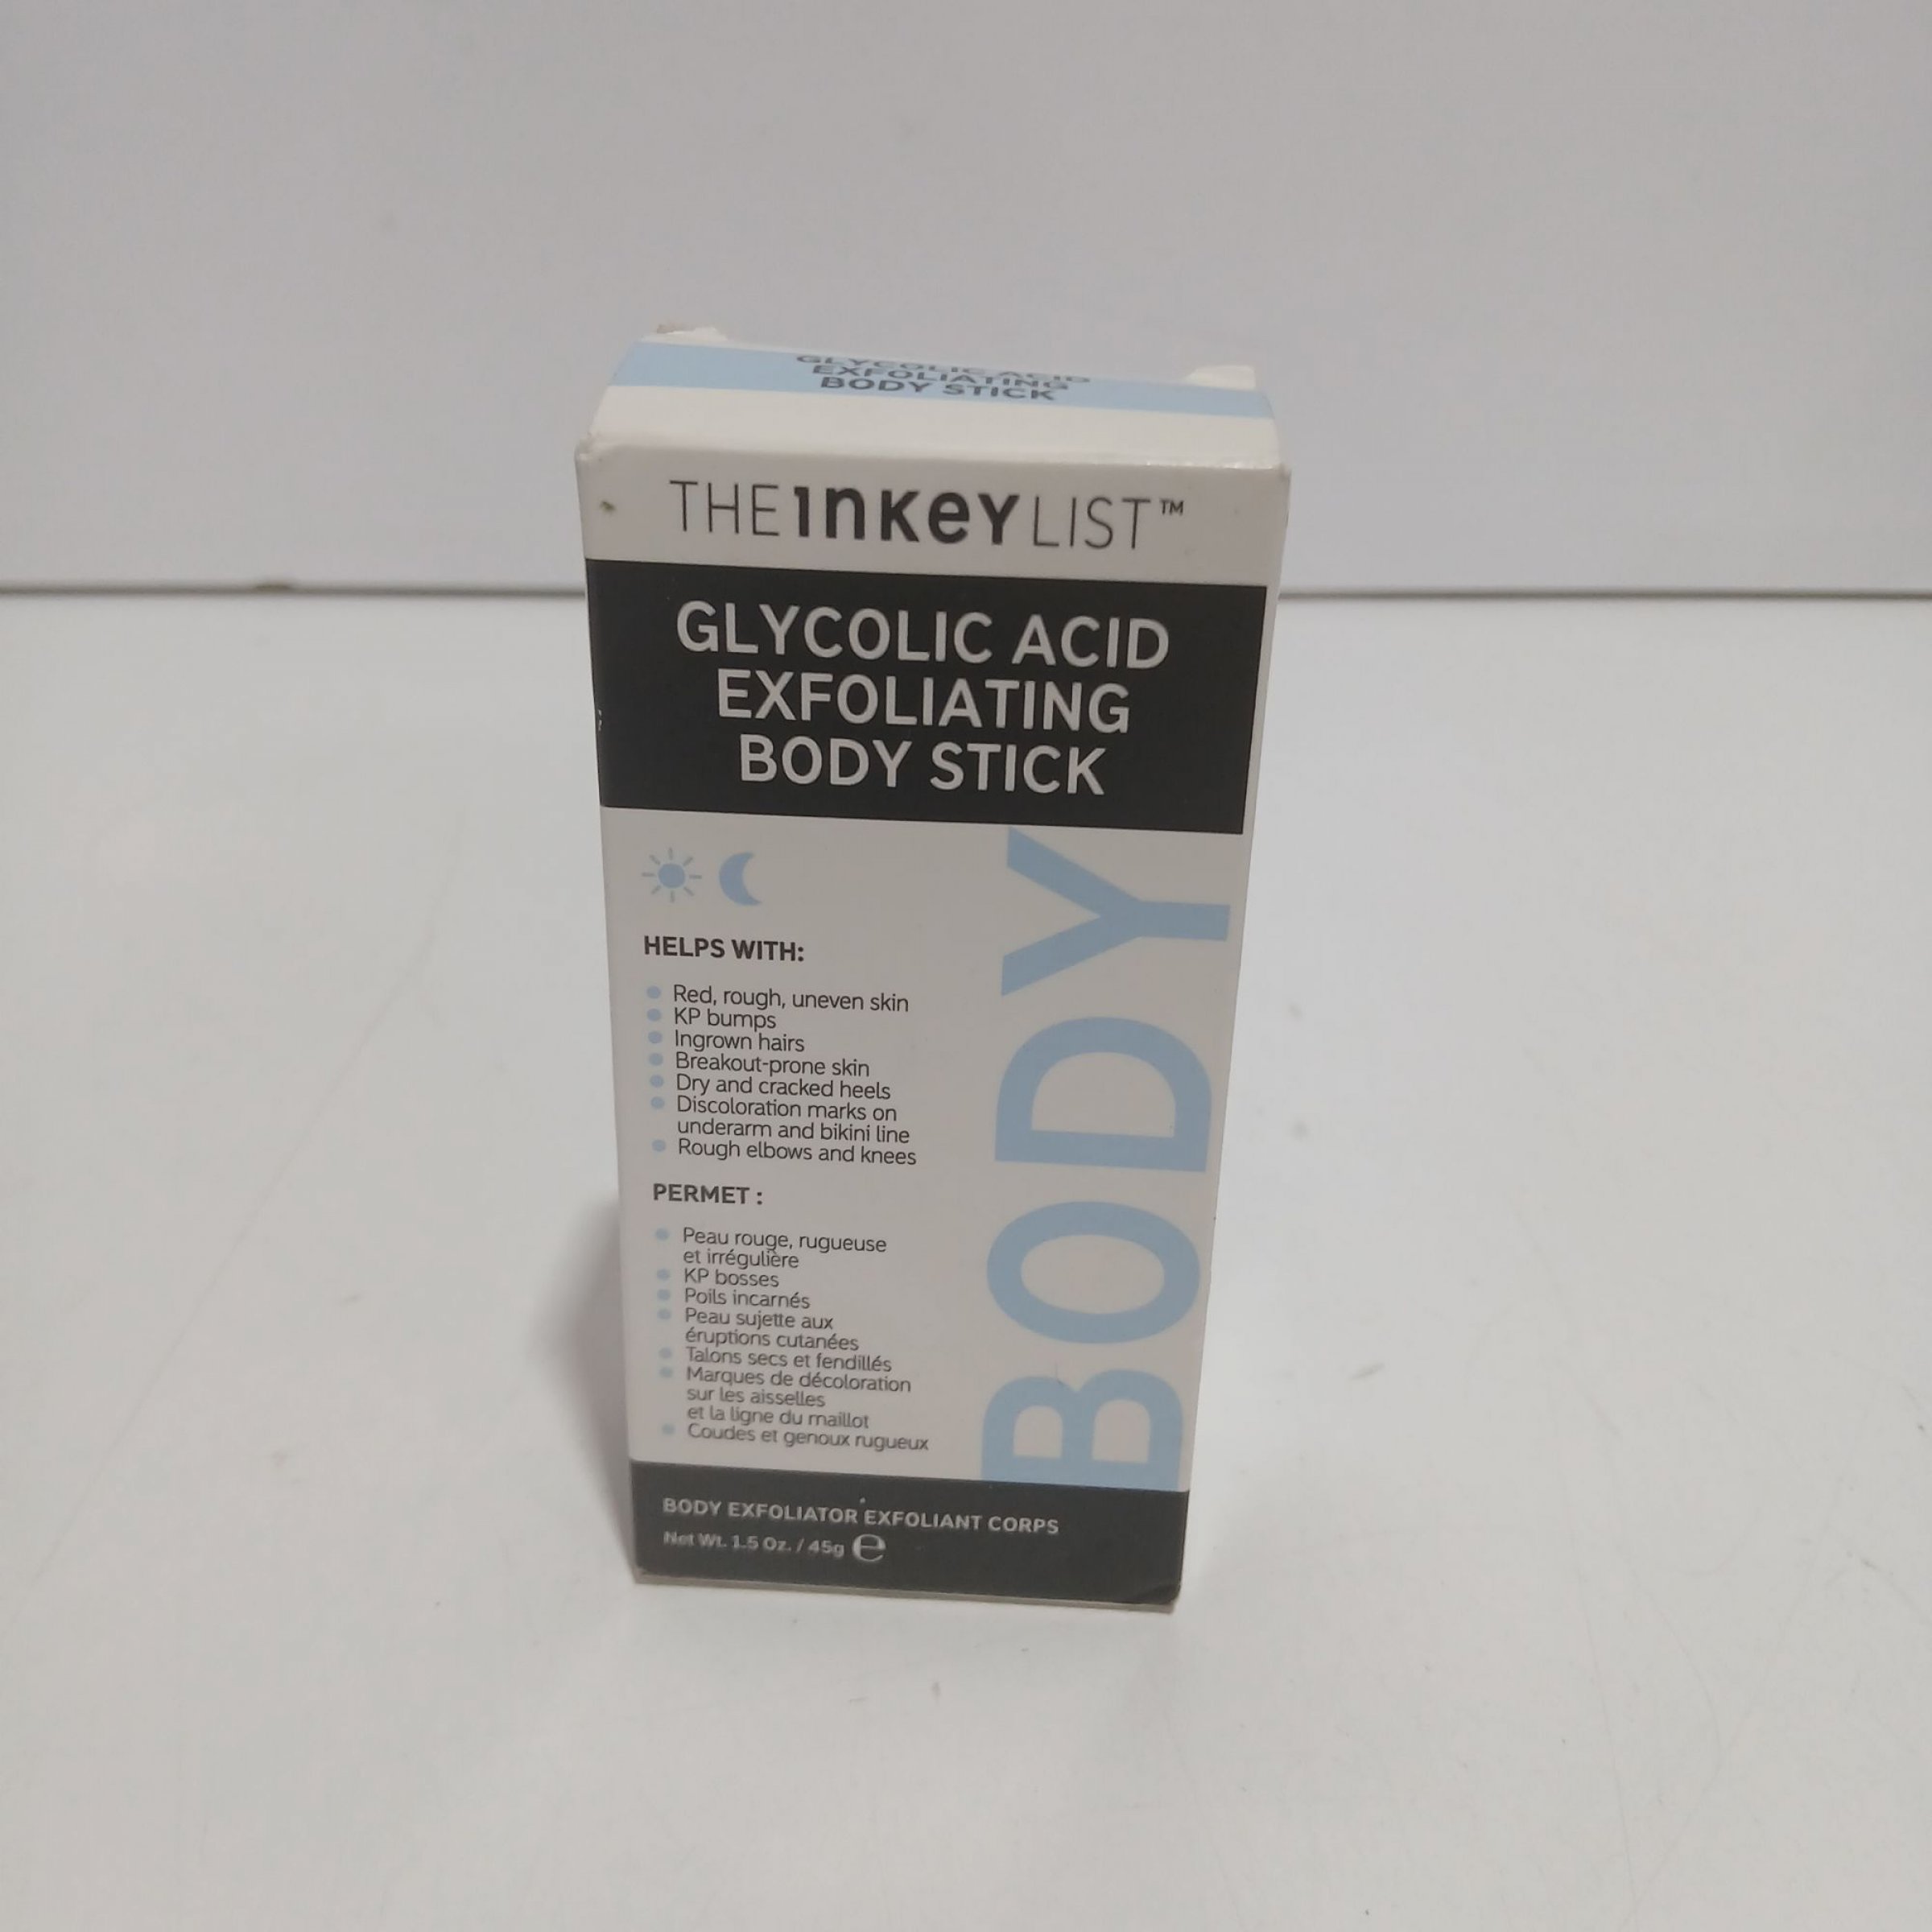 GLYCOLIC ACID
EXFOLIATING
BODY STICK
THE INKEY LIST™
GLYCOLIC ACID
EXFOLIATING
BODY STICK
HELPS WITH:
Red, rough, uneven skin
KP bumps
Ingrown hairs
Breakout-prone skin
Dry and cracked heels
Discoloration marks on
underarm and bikini line
Rough elbows and knees
PERMET :
Peau rouge, rugueuse
et irrégulière
KP bosses
Poils incarnés
Peau sujette aux
éruptions cutanées
Talons secs et fendillés
Marques de décoloration
sur les aisselles
et la ligne du maillot
Coudes et genoux rugueux
BODY
BODY EXFOLIATOR EXFOLIANT CORPS
Net Wt. 1.5 Oz. / 45g ℮